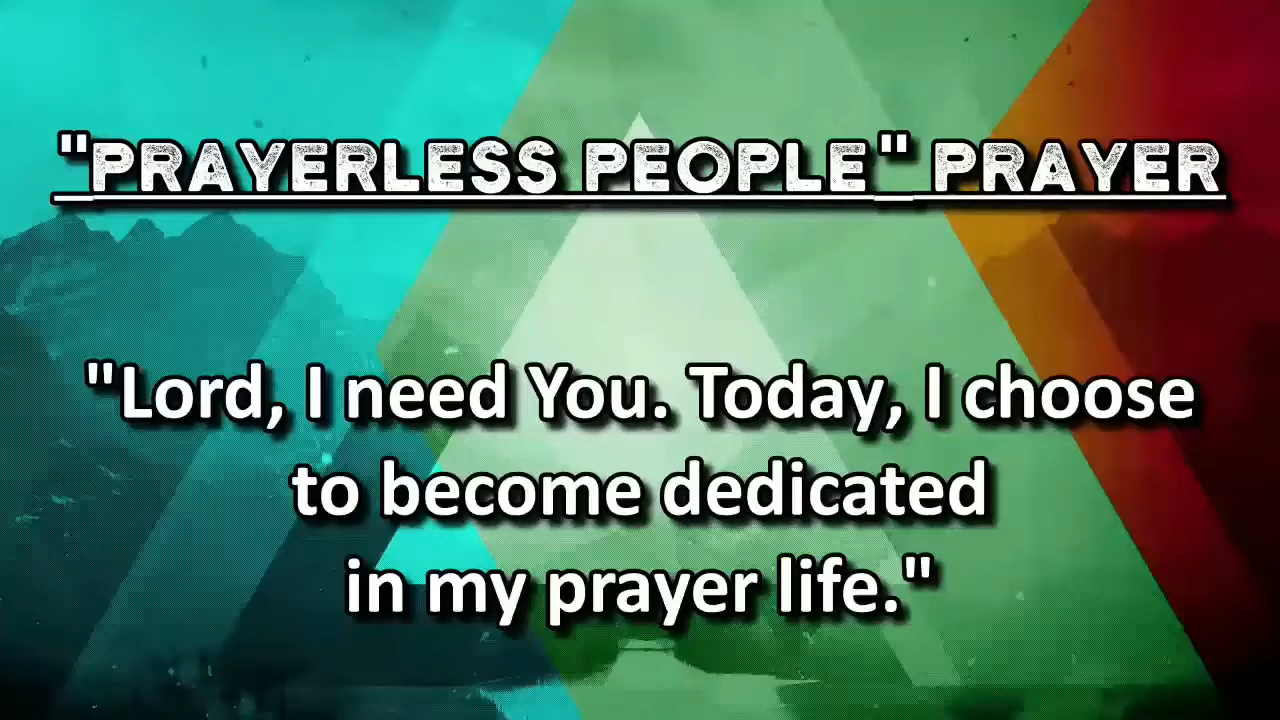 "PRAYERLESS PEOPLE" PRAYER
"Lord, I need You. Today, I choose
to become dedicated
in my prayer life."